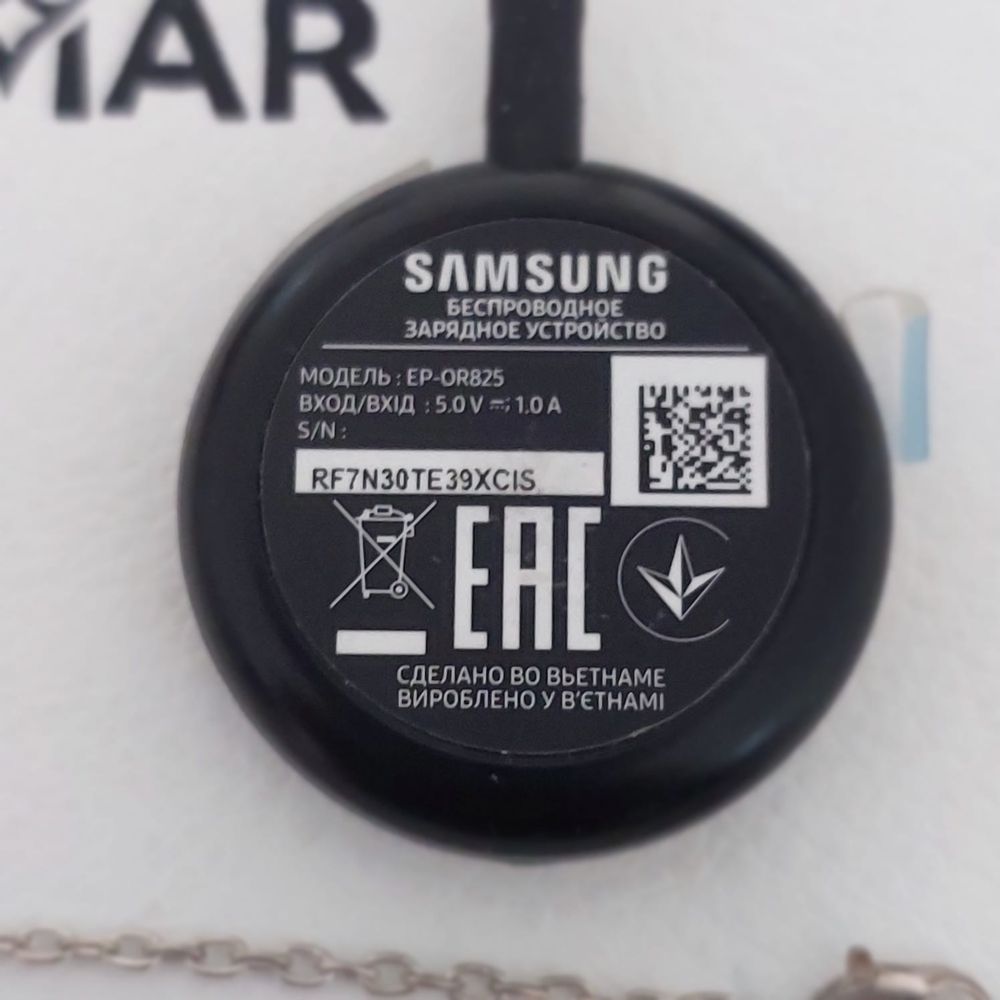 MAR
SAMSUNG
БЕСПРОВОДНОЕ
ЗАРЯДНОЕ УСТРОЙСТВО
МОДЕЛЬ : EP-OR825
ВХОД/ВХІД : 5.0 V ⎓; 1.0 A
S/N :
RF7N30TE39XCIS
EAC
СДЕЛАНО ВО ВЬЕТНАМЕ
ВИРОБЛЕНО У В'ЄТНАМІ